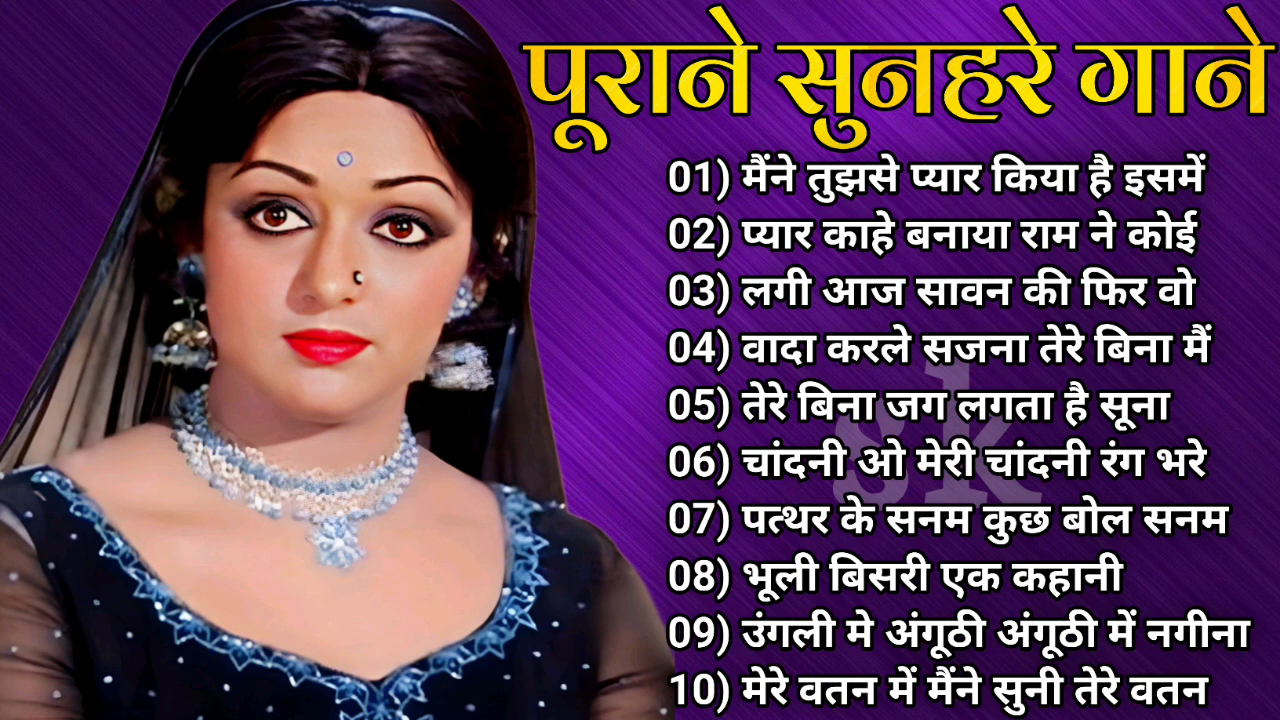 पूराने सुनहरे गाने
01) मैंने तुझसे प्यार किया है इसमें
02) प्यार काहे बनाया राम ने कोई
03) लगी आज सावन की फिर वो
04) वादा करले सजना तेरे बिना मैं
05) तेरे बिना जग लगता है सूना
06) चांदनी ओ मेरी चांदनी रंग भरे
07) पत्थर के सनम कुछ बोल सनम
08) भूली बिसरी एक कहानी
09) उंगली मे अंगूठी अंगूठी में नगीना
10) मेरे वतन में मैंने सुनी तेरे वतन
sk